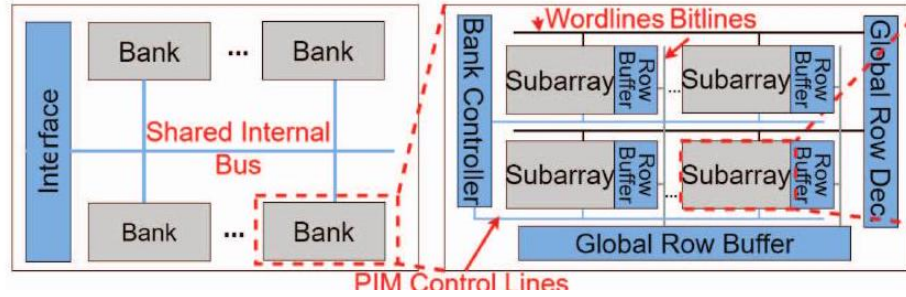 Interface
Bank
...
Bank
Shared Internal
Bus
Bank
...
Bank
Bank Controller
Wordlines Bitlines
Subarray
Row
Buffer
...
Subarray
Row
Buffer
Subarray
Row
Buffer
...
Subarray
Row
Buffer
Global Row Dec.
Global Row Buffer
PIM Control Lines